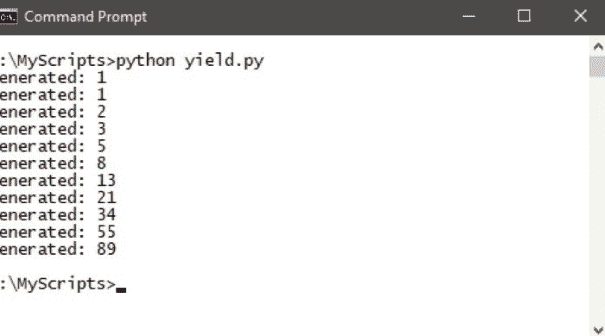 Command Prompt
:\MyScripts>python yield.py
enerated: 1
enerated: 1
enerated: 2
enerated: 3
enerated: 5
enerated: 8
enerated: 13
enerated: 21
enerated: 34
enerated: 55
enerated: 89
:\MyScripts>